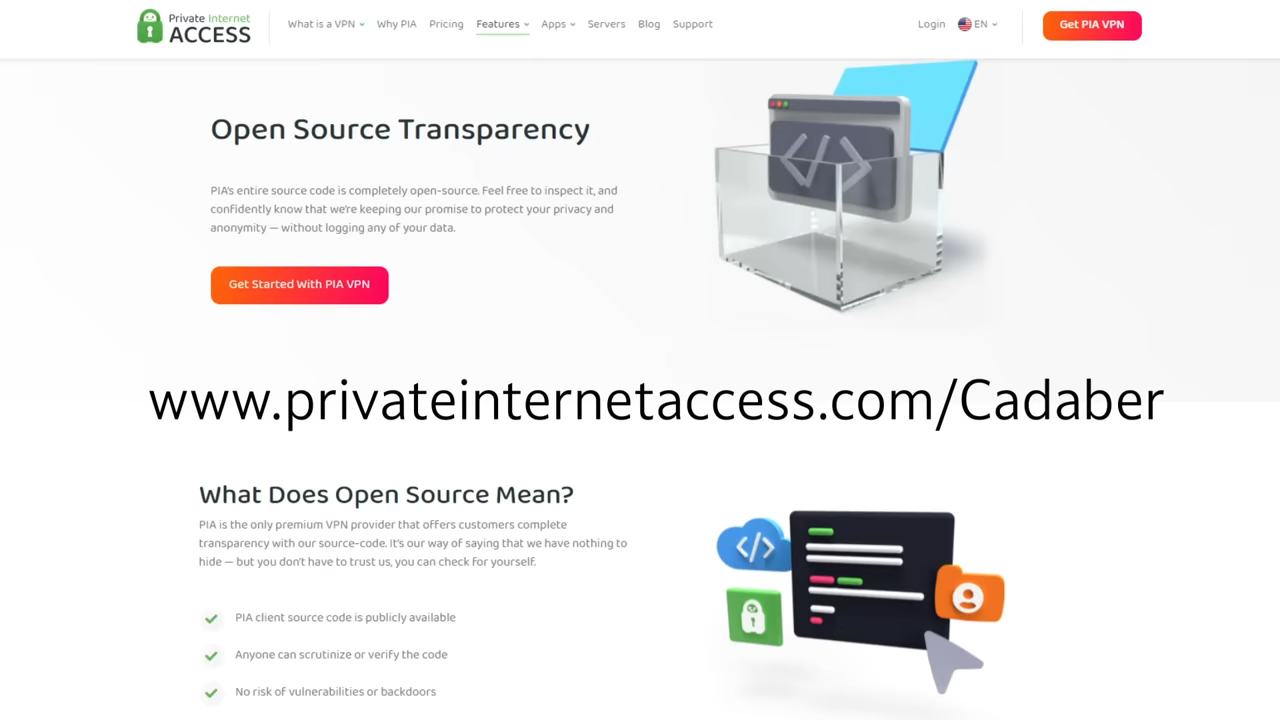 Private Internet
ACCESS
What is a VPN
Why PIA
Pricing
Features
Apps
Servers
Blog
Support
Login
EN
Get PIA VPN
Open Source Transparency
PIA's entire source code is completely open-source. Feel free to inspect it, and
confidently know that we're keeping our promise to protect your privacy and
anonymity — without logging any of your data.
Get Started With PIA VPN
www.privateinternetaccess.com/Cadaber
What Does Open Source Mean?
PIA is the only premium VPN provider that offers customers complete
transparency with our source-code. It's our way of saying that we have nothing to
hide — but you don't have to trust us, you can check for yourself.
PIA client source code is publicly available
Anyone can scrutinize or verify the code
No risk of vulnerabilities or backdoors